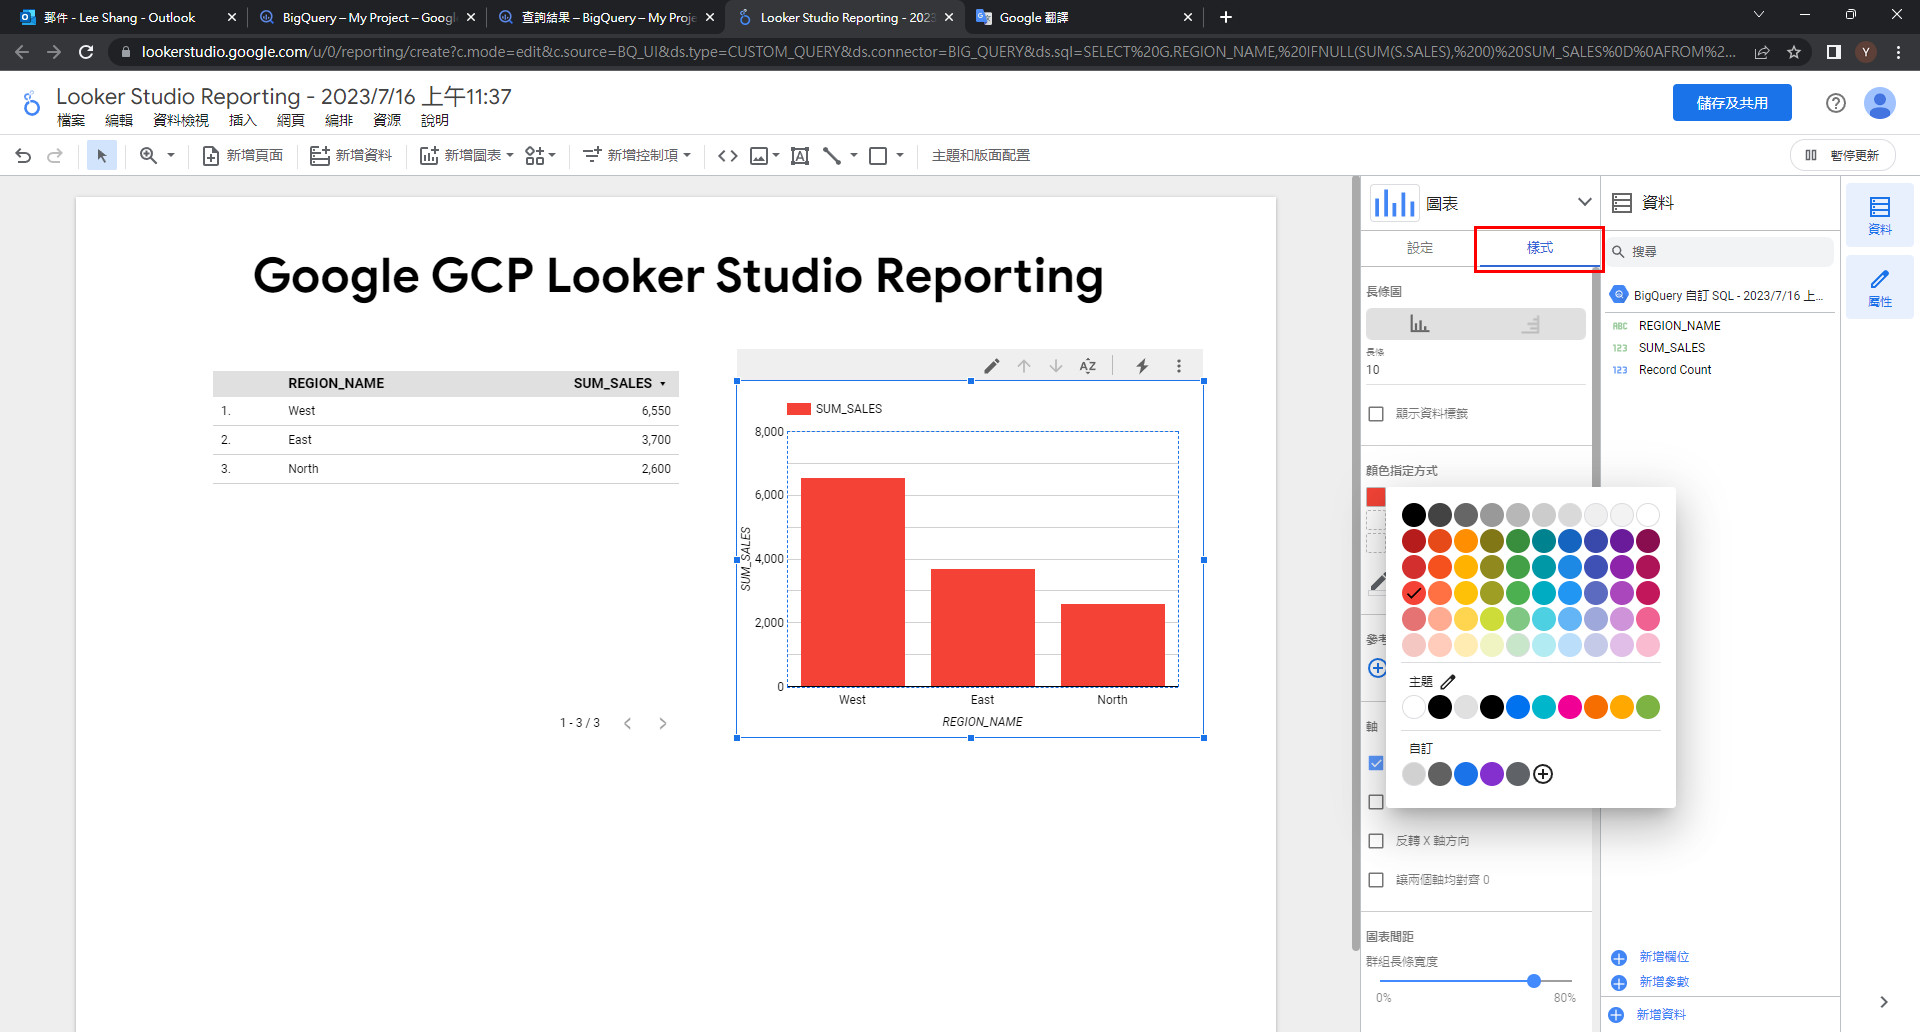 郵件 - Lee Shang - Outlook
BigQuery – My Project – Google
查詢結果 – BigQuery – My Proje
Looker Studio Reporting - 2023
Google 翻譯
lookerstudio.google.com/u/0/reporting/create?c.mode=edit&c.source=BQ_UI&ds.type=CUSTOM_QUERY&ds.connector=BIG_QUERY&ds.sql=SELECT%20G.REGION_NAME,%20IFNULL(SUM(S.SALES),%200)%20SUM_SALES%0D%0AFROM%2...
Y
Looker Studio Reporting - 2023/7/16 上午11:37
檔案 編輯 資料檢視 插入 網頁 編排 資源 說明
儲存及共用
新增頁面 新增資料 新增圖表 新增控制項 主題和版面配置 暫停更新
Google GCP Looker Studio Reporting
REGION_NAME SUM_SALES
1. West 6,550
2. East 3,700
3. North 2,600
1 - 3 / 3
AZ
SUM_SALES
8,000
6,000
4,000
2,000
0
SUM_SALES
West East North
REGION_NAME
圖表
設定 樣式
長條圖
長條
10
顯示資料標籤
顏色指定方式
主題
自訂
參考
軸
反轉 X 軸方向
讓兩個軸均對齊 0
圖表間距
群組長條寬度
0% 80%
資料
搜尋
BigQuery 自訂 SQL - 2023/7/16 上...
ABC REGION_NAME
123 SUM_SALES
123 Record Count
新增欄位
新增參數
新增資料
資料
屬性